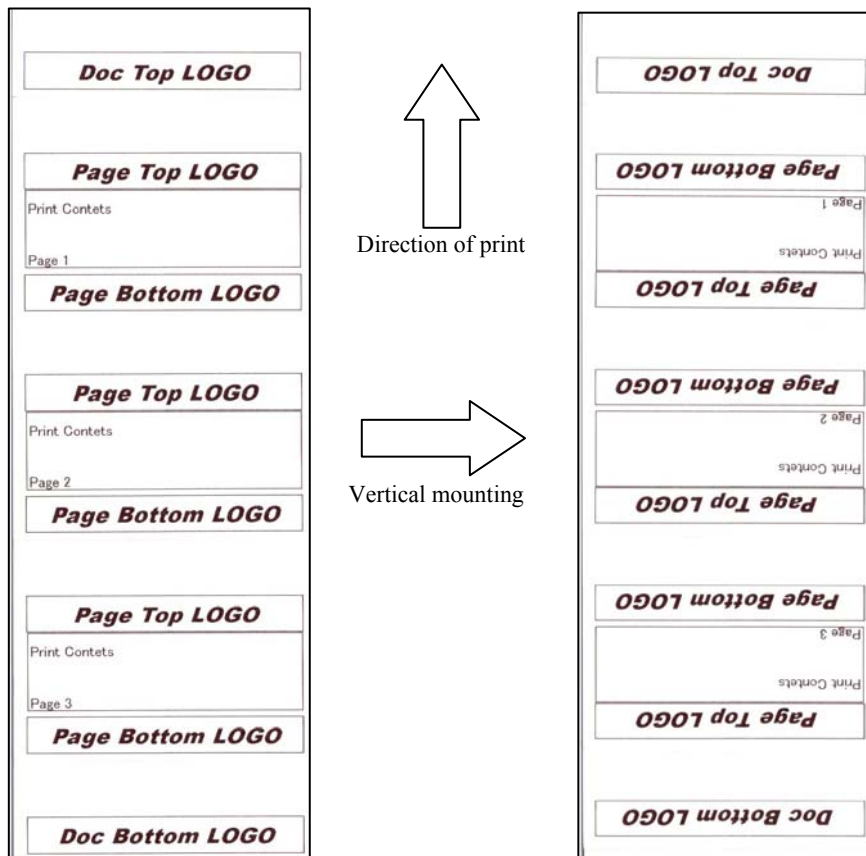 Doc Top LOGO
Page Top LOGO
Print Contets
Page 1
Page Bottom LOGO
Page Top LOGO
Print Contets
Page 2
Page Bottom LOGO
Page Top LOGO
Print Contets
Page 3
Page Bottom LOGO
Doc Bottom LOGO
Direction of print
Vertical mounting
Doc Top LOGO
Page Bottom LOGO
Page 1
Print Contets
Page Top LOGO
Page Bottom LOGO
Page 2
Print Contets
Page Top LOGO
Page Bottom LOGO
Page 3
Print Contets
Page Top LOGO
Doc Bottom LOGO